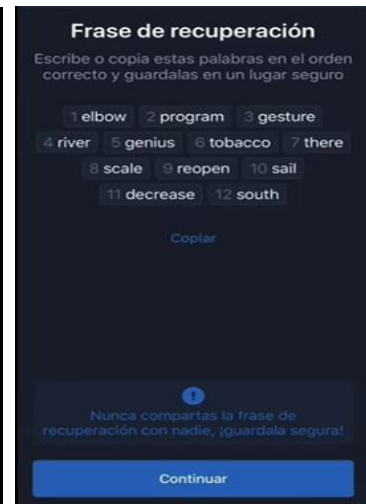 Frase de recuperación
Escribe o copia estas palabras en el orden
correcto y guardalas en un lugar seguro
1 elbow 2 program 3 gesture
4 river 5 genius 6 tobacco 7 there
8 scale 9 reopen 10 sail
11 decrease 12 south
Copiar
Nunca compartas la frase de
recuperación con nadie, ¡guardala segura!
Continuar